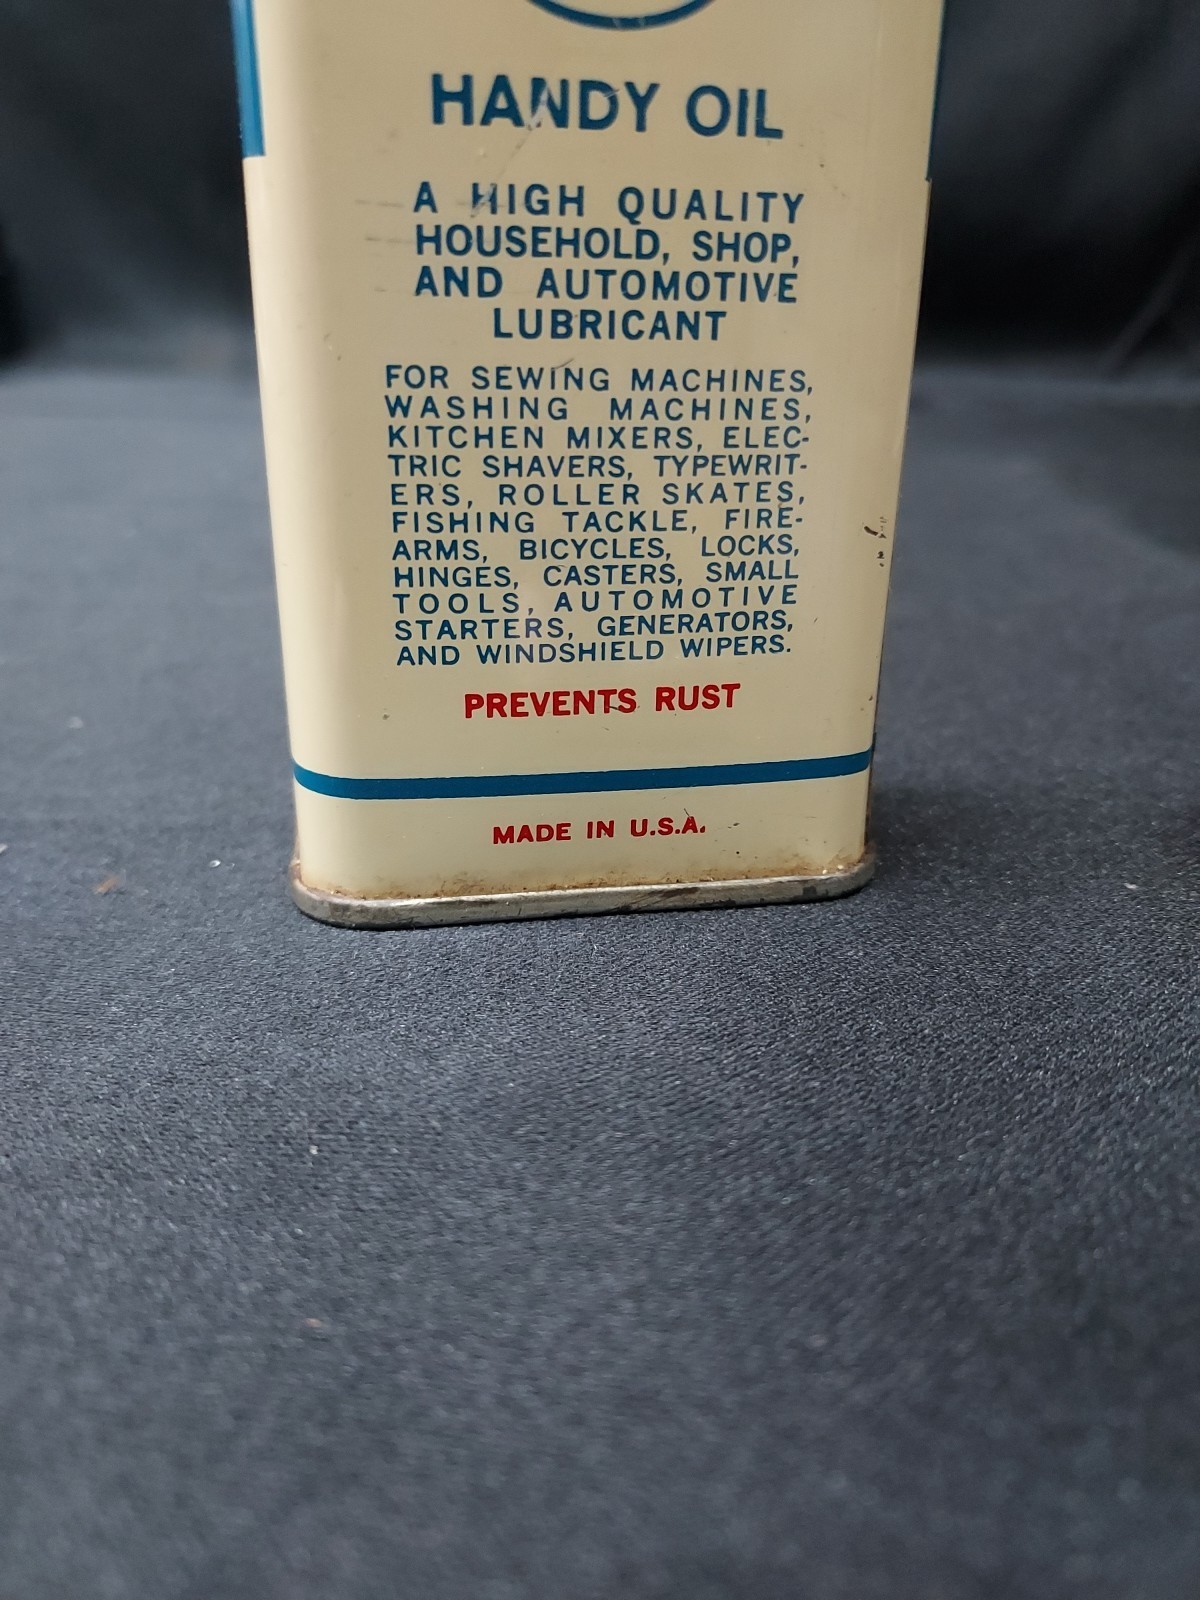 HANDY OIL
A HIGH QUALITY
HOUSEHOLD, SHOP,
AND AUTOMOTIVE
LUBRICANT
FOR SEWING MACHINES,
WASHING MACHINES,
KITCHEN MIXERS, ELEC-
TRIC SHAVERS, TYPEWRIT-
ERS, ROLLER SKATES,
FISHING TACKLE, FIRE-
ARMS, BICYCLES, LOCKS,
HINGES, CASTERS, SMALL
TOOLS, AUTOMOTIVE
STARTERS, GENERATORS,
AND WINDSHIELD WIPERS.
PREVENTS RUST
MADE IN U.S.A.